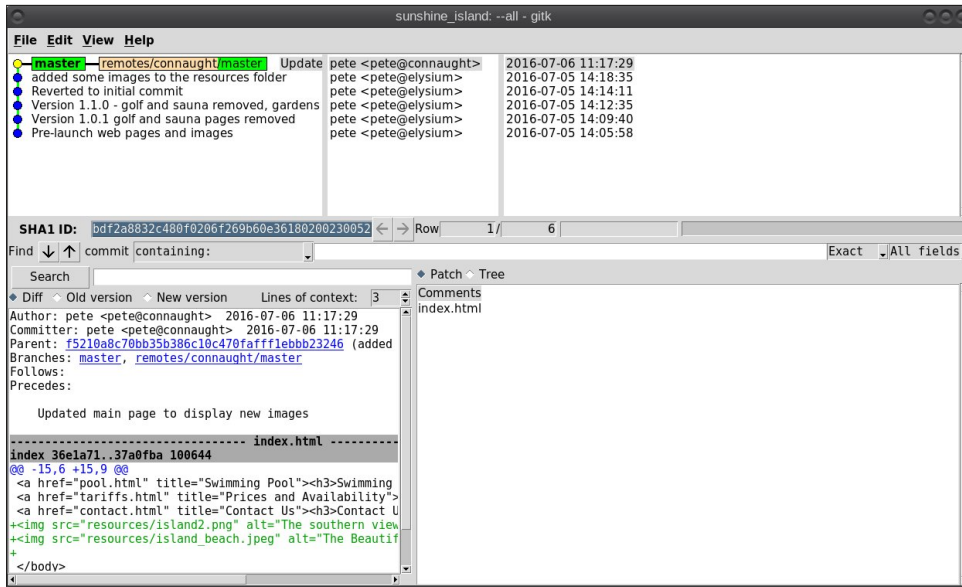 sunshine_island: --all - gitk
File Edit View Help
master remotes/connaught/master Update pete <pete@connaught> 2016-07-06 11:17:29
added some images to the resources folder pete <pete@elysium> 2016-07-05 14:18:35
Reverted to initial commit pete <pete@elysium> 2016-07-05 14:14:11
Version 1.1.0 - golf and sauna removed, gardens pete <pete@elysium> 2016-07-05 14:12:35
Version 1.0.1 golf and sauna pages removed pete <pete@elysium> 2016-07-05 14:09:40
Pre-launch web pages and images pete <pete@elysium> 2016-07-05 14:05:58
SHA1 ID: bdf2a8832c480f0206f269b60e36180200230052 ← → Row 1 / 6
Find ↓ ↑ commit containing: Exact All fields
Search
Patch Tree
Diff Old version New version Lines of context: 3
Comments
index.html
Author: pete <pete@connaught> 2016-07-06 11:17:29
Committer: pete <pete@connaught> 2016-07-06 11:17:29
Parent: f5210a8c70bb35b386c10c470fafff1ebbb23246 (added
Branches: master, remotes/connaught/master
Follows:
Precedes:
Updated main page to display new images
------------------------------- index.html ----------
index 36e1a71..37a0fba 100644
@@ -15,6 +15,9 @@
<a href="pool.html" title="Swimming Pool"><h3>Swimming
<a href="tariffs.html" title="Prices and Availability">
<a href="contact.html" title="Contact Us"><h3>Contact U
+<img src="resources/island2.png" alt="The southern view
+<img src="resources/island_beach.jpeg" alt="The Beautif
+
</body>